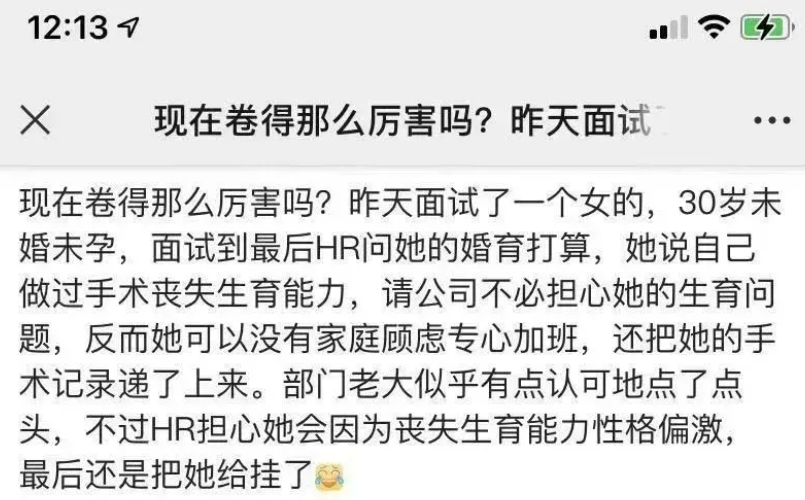 12:13
现在卷得那么厉害吗？昨天面试
现在卷得那么厉害吗？昨天面试了一个女的，30岁未
婚未孕，面试到最后HR问她的婚育打算，她说自己
做过手术丧失生育能力，请公司不必担心她的生育问
题，反而她可以没有家庭顾虑专心加班，还把她的手
术记录递了上来。部门老大似乎有点认可地点了点
头，不过HR担心她会因为丧失生育能力性格偏激，
最后还是把她给挂了😂